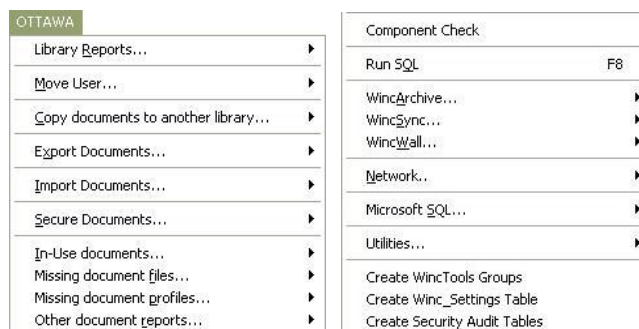 OTTAWA
Library Reports...
Move User...
Copy documents to another library...
Export Documents...
Import Documents...
Secure Documents...
In-Use documents...
Missing document files...
Missing document profiles...
Other document reports...
Component Check
Run SQL F8
WincArchive...
WincSync...
WincWall...
Network..
Microsoft SQL...
Utilities...
Create WincTools Groups
Create Winc_Settings Table
Create Security Audit Tables